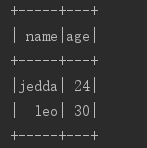 +-----+---+
| name|age|
+-----+---+
|jedda| 24|
|  leo| 30|
+-----+---+